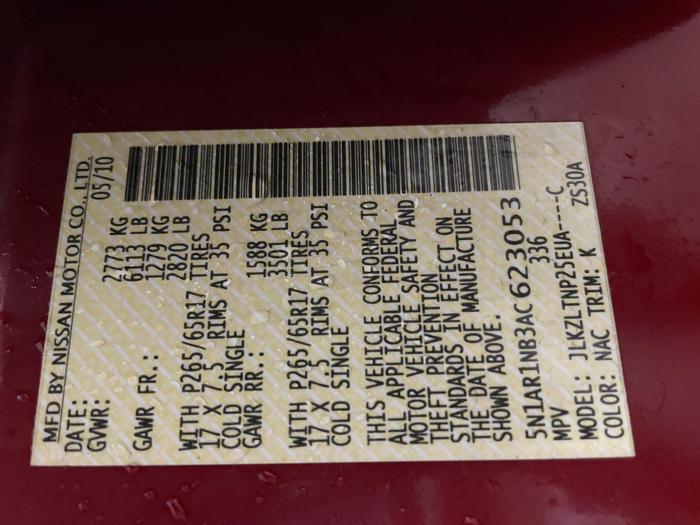 MFD BY NISSAN MOTOR CO., LTD.
DATE: 05/10
GVWR: 2773 KG
6113 LB
GAWR FR.: 1279 KG
2820 LB
WITH P265/65R17 TIRES
17 X 7.5 RIMS AT 35 PSI
COLD SINGLE
GAWR RR.: 1588 KG
3501 LB
WITH P265/65R17 TIRES
17 X 7.5 RIMS AT 35 PSI
COLD SINGLE
THIS VEHICLE CONFORMS TO
ALL APPLICABLE FEDERAL
MOTOR VEHICLE SAFETY AND
THEFT PREVENTION
STANDARDS IN EFFECT ON
THE DATE OF MANUFACTURE
SHOWN ABOVE.
5N1AR1NB3AC623053
MPV 336
MODEL: JLKZLTNP25EUA----C
COLOR: NAC TRIM: K ZS30A